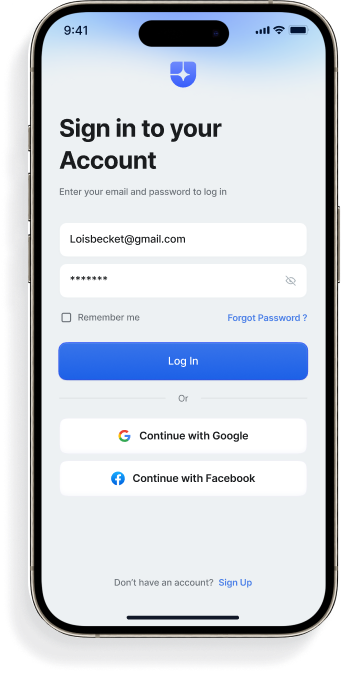 9:41
Sign in to your
Account
Enter your email and password to log in
Loisbecket@gmail.com
*******
Remember me
Forgot Password ?
Log In
Or
Continue with Google
Continue with Facebook
Don't have an account? Sign Up